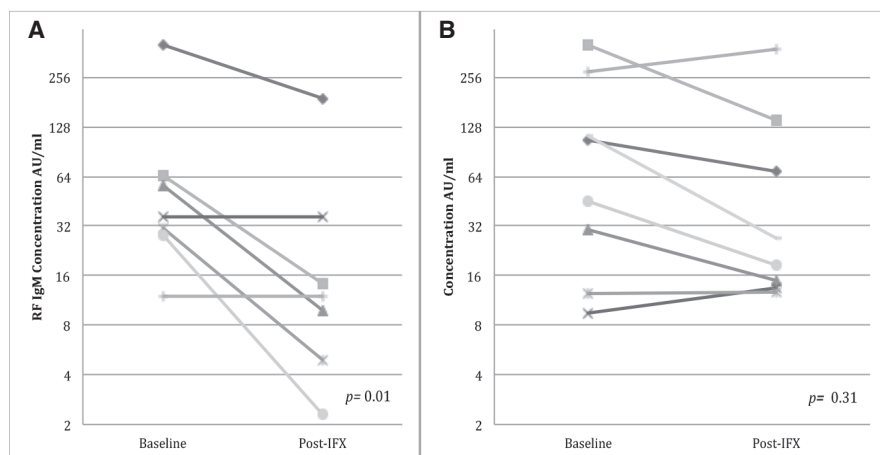 A
RF IgM Concentration AU/ml
256
128
64
32
16
8
4
2
p= 0.01
Baseline Post-IFX
B
Concentration AU/ml
256
128
64
32
16
8
4
2
p= 0.31
Baseline Post-IFX